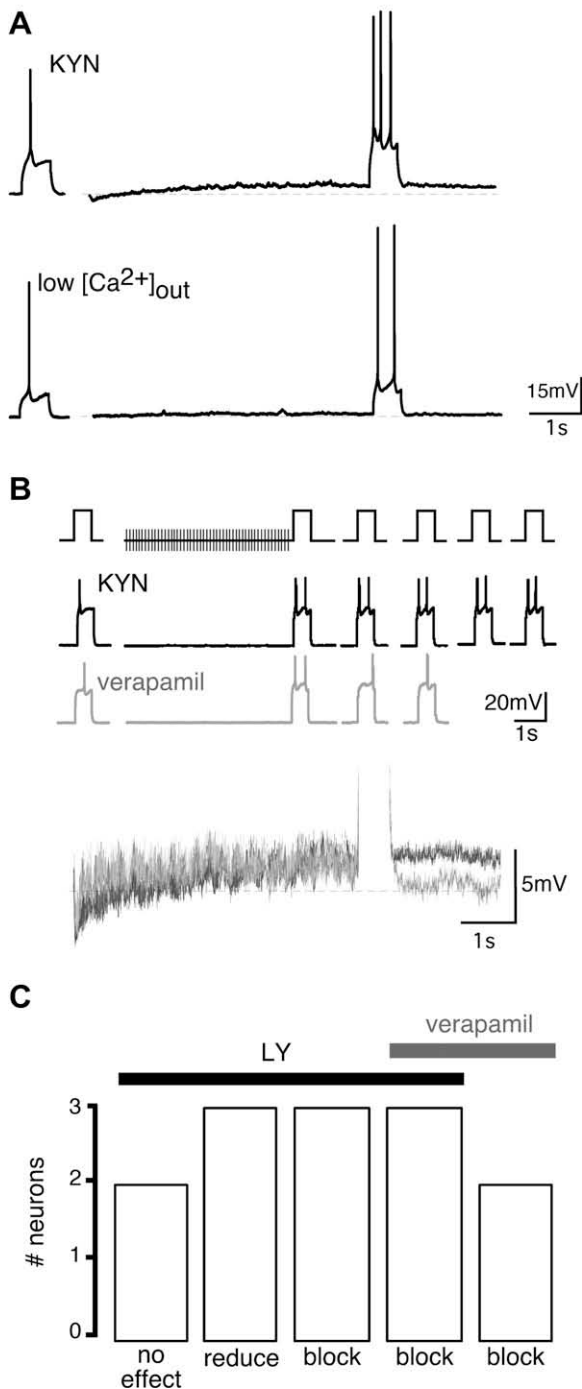 A
KYN
low [Ca2+]out
15mV
1s
B
KYN
verapamil
20mV
1s
5mV
1s
C
verapamil
LY
3
2
1
0
# neurons
no effect
reduce
block
block
block